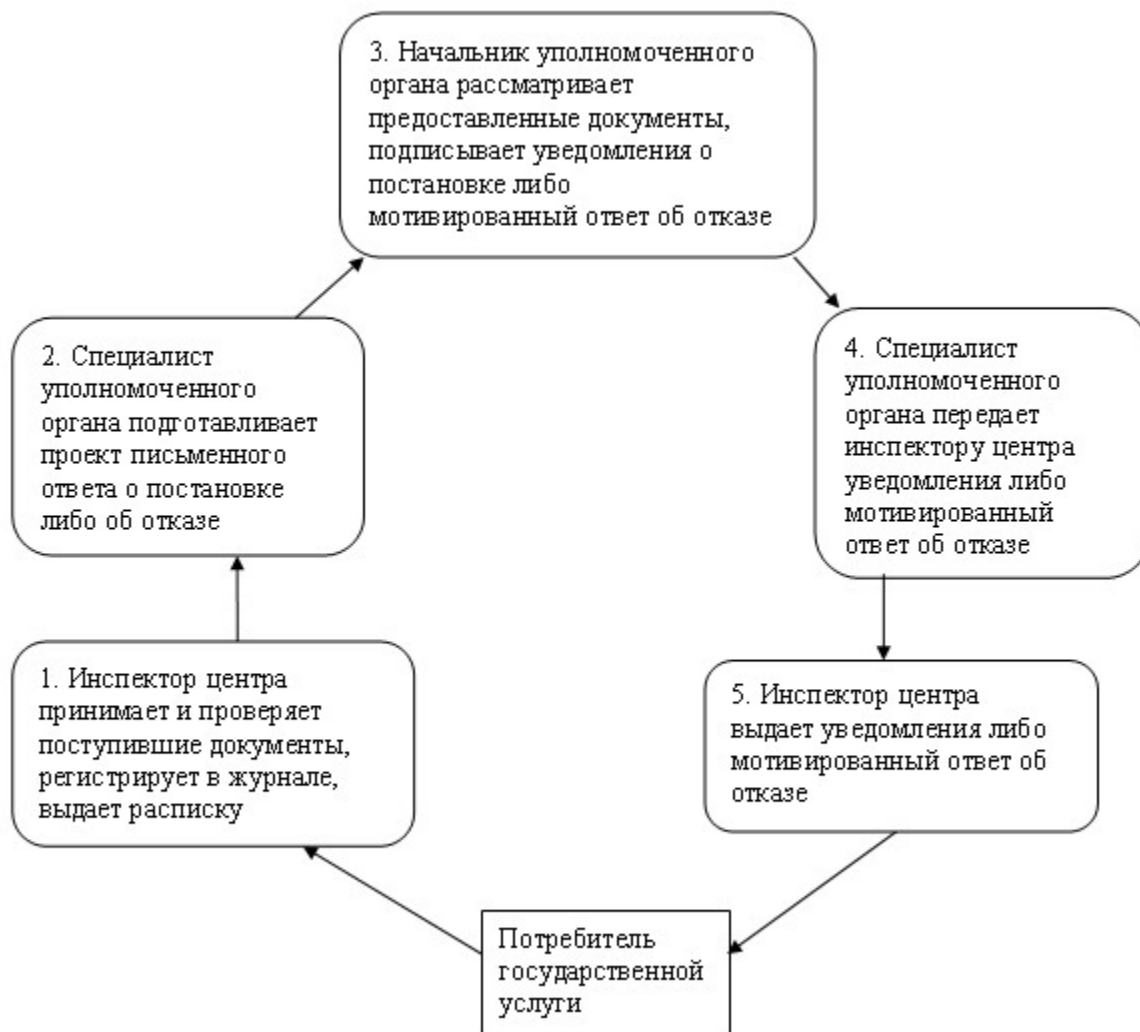 3. Начальник уполномоченного
органа рассматривает
предоставленные документы,
подписывает уведомления о
постановке либо
мотивированный ответ об отказе
2. Специалист
уполномоченного
органа подготавливает
проект письменного
ответа о постановке
либо об отказе
4. Специалист
уполномоченного
органа передает
инспектору центра
уведомления либо
мотивированный
ответ об отказе
1. Инспектор центра
принимает и проверяет
поступившие документы,
регистрирует в журнале,
выдает расписку
5. Инспектор центра
выдает уведомления либо
мотивированный ответ об
отказе
Потребитель
государственной
услуги